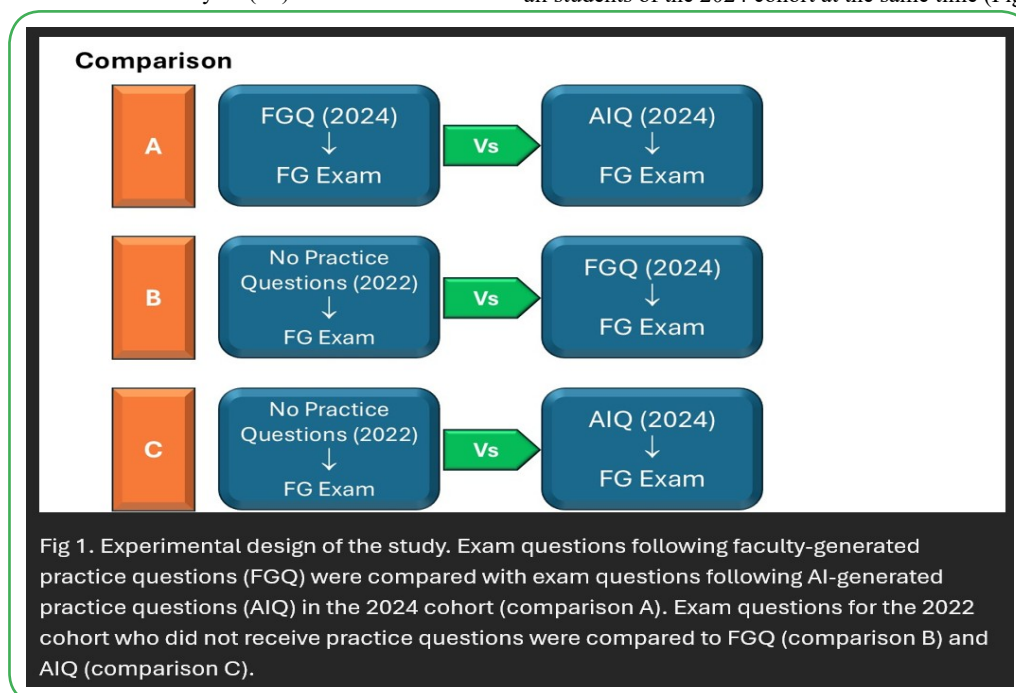 Comparison
A
FGQ (2024)
↓
FG Exam
Vs
AIQ (2024)
↓
FG Exam
B
No Practice
Questions (2022)
↓
FG Exam
Vs
FGQ (2024)
↓
FG Exam
C
No Practice
Questions (2022)
↓
FG Exam
Vs
AIQ (2024)
↓
FG Exam
Fig 1. Experimental design of the study. Exam questions following faculty-generated
practice questions (FGQ) were compared with exam questions following AI-generated
practice questions (AIQ) in the 2024 cohort (comparison A). Exam questions for the 2022
cohort who did not receive practice questions were compared to FGQ (comparison B) and
AIQ (comparison C).